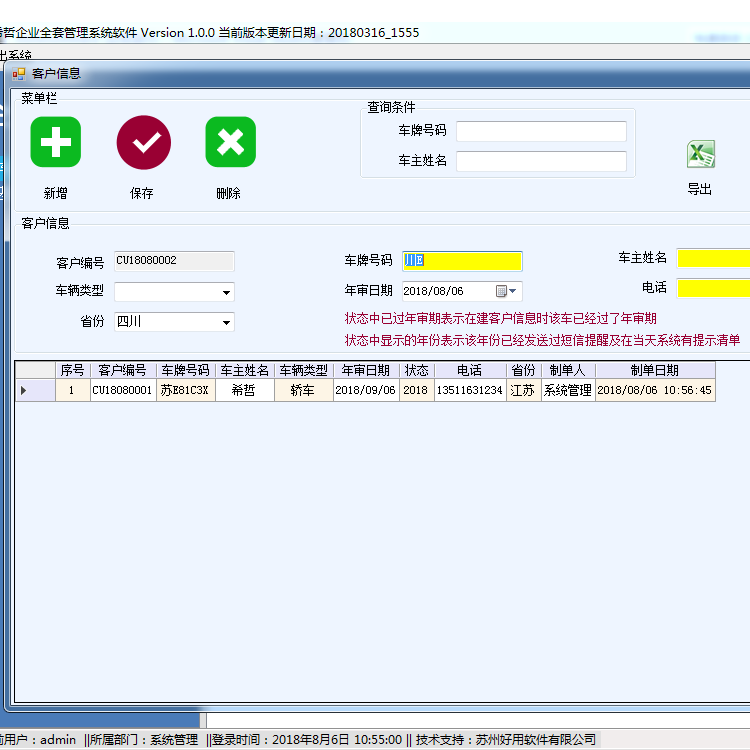 哲企业全套管理系统软件 Version 1.0.0 当前版本更新日期：20180316_1555
出系统
客户信息
菜单栏
新增
保存
删除
查询条件
车牌号码
车主姓名
导出
客户信息
客户编号 CU18080002 车牌号码 川E 车主姓名
车辆类型 年审日期 2018/08/06 电话
省份 四川 状态中已过年审期表示在建客户信息时该车已经过了年审期
状态中显示的年份表示该年份已经发送过短信提醒及在当天系统有提示清单
序号 客户编号 车牌号码 车主姓名 车辆类型 年审日期 状态 电话 省份 制单人 制单日期
1 CU18080001 苏E81C3X 希哲 轿车 2018/09/06 2018 13511631234 江苏 系统管理 2018/08/06 10:56:45
前用户：admin ||所属部门：系统管理 ||登录时间：2018年8月6日 10:55:00 || 技术支持：苏州好用软件有限公司